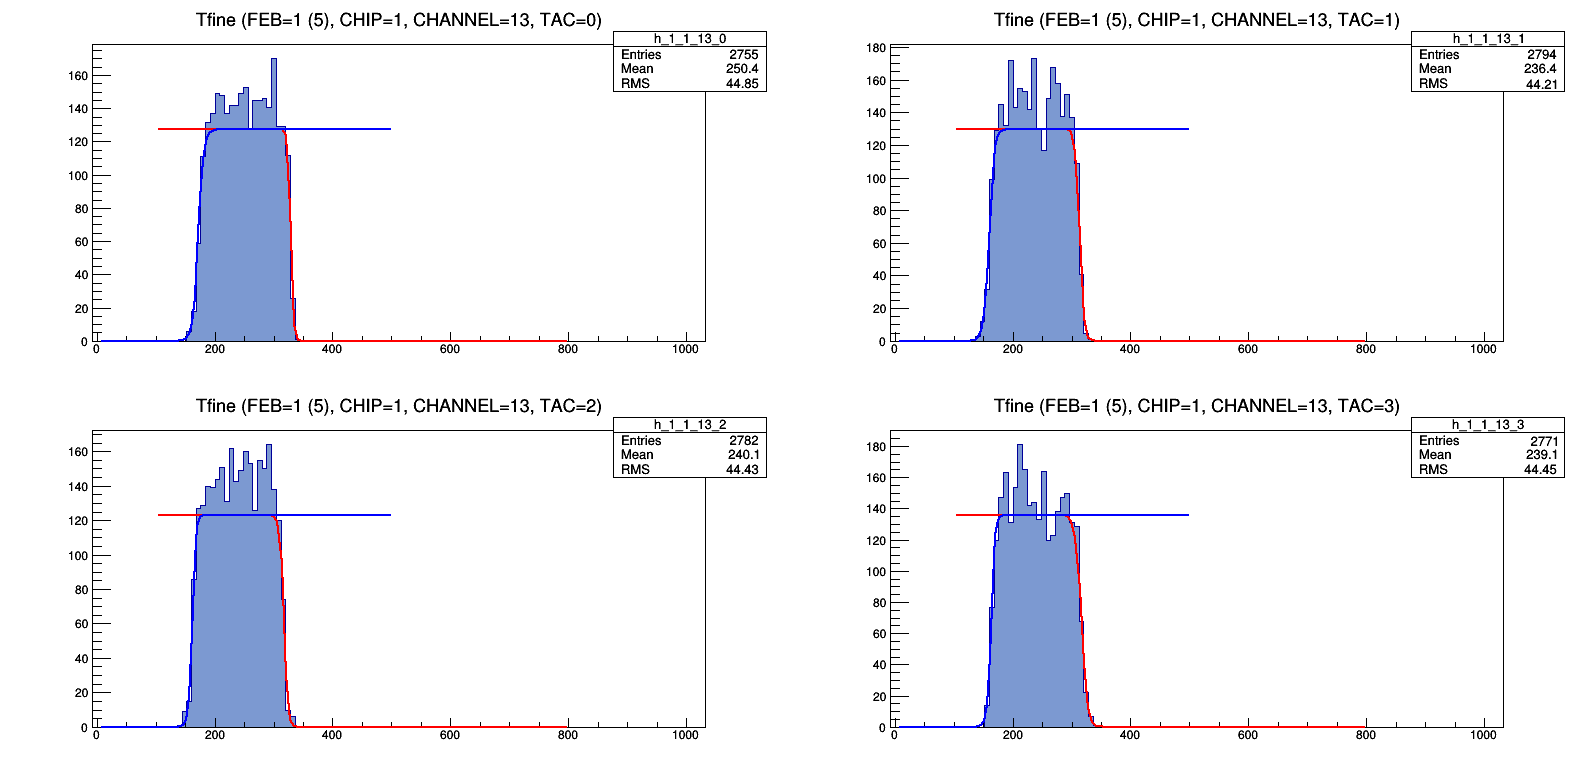 Tfine (FEB=1 (5), CHIP=1, CHANNEL=13, TAC=0)
h_1_1_13_0
Entries 2755
Mean 250.4
RMS 44.85
160
140
120
100
80
60
40
20
0
0 200 400 600 800 1000
Tfine (FEB=1 (5), CHIP=1, CHANNEL=13, TAC=1)
h_1_1_13_1
Entries 2794
Mean 236.4
RMS 44.21
180
160
140
120
100
80
60
40
20
0
0 200 400 600 800 1000
Tfine (FEB=1 (5), CHIP=1, CHANNEL=13, TAC=2)
h_1_1_13_2
Entries 2782
Mean 240.1
RMS 44.43
160
140
120
100
80
60
40
20
0
0 200 400 600 800 1000
Tfine (FEB=1 (5), CHIP=1, CHANNEL=13, TAC=3)
h_1_1_13_3
Entries 2771
Mean 239.1
RMS 44.45
180
160
140
120
100
80
60
40
20
0
0 200 400 600 800 1000